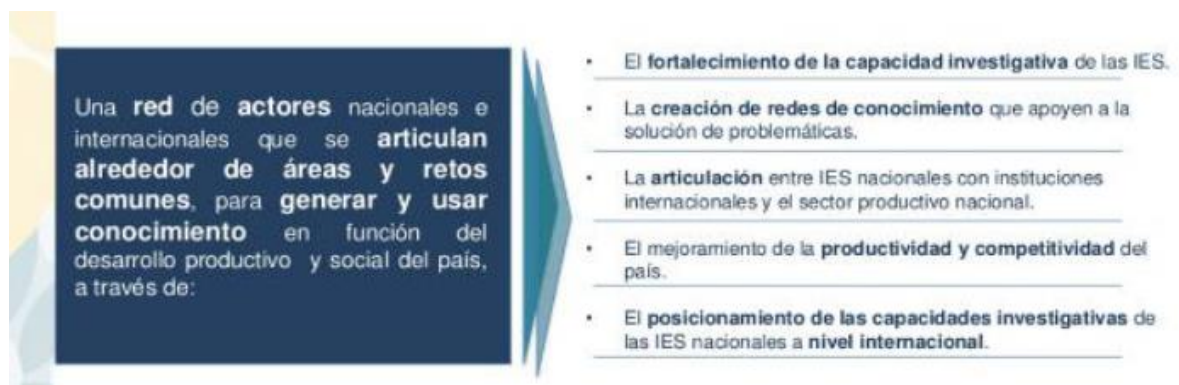 Una red de actores nacionales e
internacionales que se articulan
alrededor de áreas y retos
comunes, para generar y usar
conocimiento en función del
desarrollo productivo y social del país,
a través de:
• El fortalecimiento de la capacidad investigativa de las IES.
• La creación de redes de conocimiento que apoyen a la
solución de problemáticas.
• La articulación entre IES nacionales con instituciones
internacionales y el sector productivo nacional.
• El mejoramiento de la productividad y competitividad del
país.
• El posicionamiento de las capacidades investigativas de
las IES nacionales a nivel internacional.